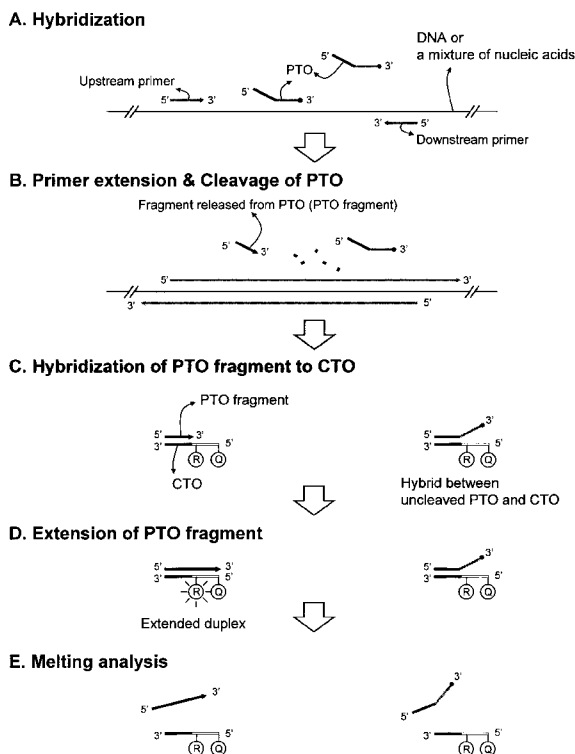 A. Hybridization
DNA or
a mixture of nucleic acids
3'
PTO
Upstream primer
5' 3' 5'
3' 5'
Downstream primer
B. Primer extension & Cleavage of PTO
Fragment released from PTO (PTO fragment)
5' 3' 5' 3'
5' 3'
3' 5'
C. Hybridization of PTO fragment to CTO
PTO fragment
5' 3' 5' 3'
3' 5' 3' 5'
R Q R Q
CTO
Hybrid between
uncleaved PTO and CTO
D. Extension of PTO fragment
5' 3' 5' 3'
3' 5' 3' 5'
R Q R Q
Extended duplex
E. Melting analysis
5' 3' 5' 3'
3' 5' 3' 5'
R Q R Q